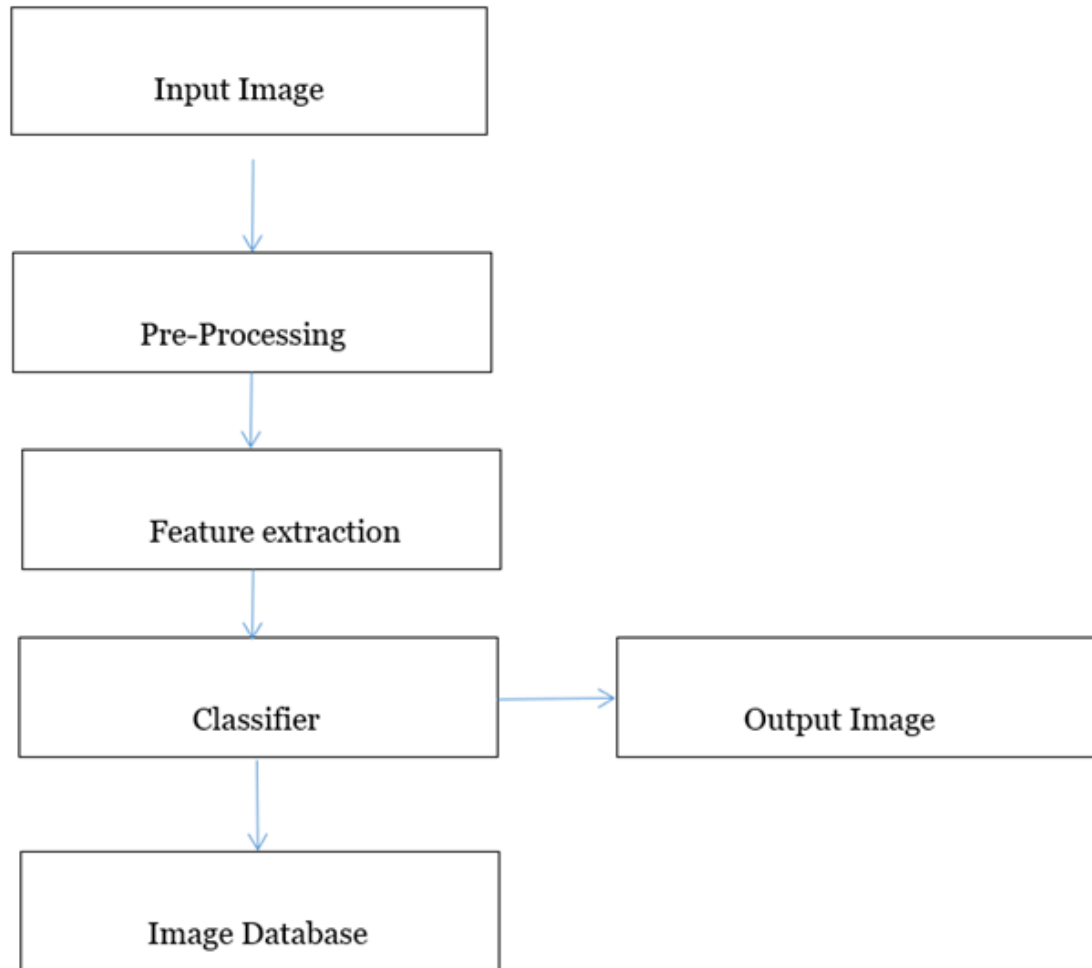 Input Image
Pre-Processing
Feature extraction
Classifier
Output Image
Image Database